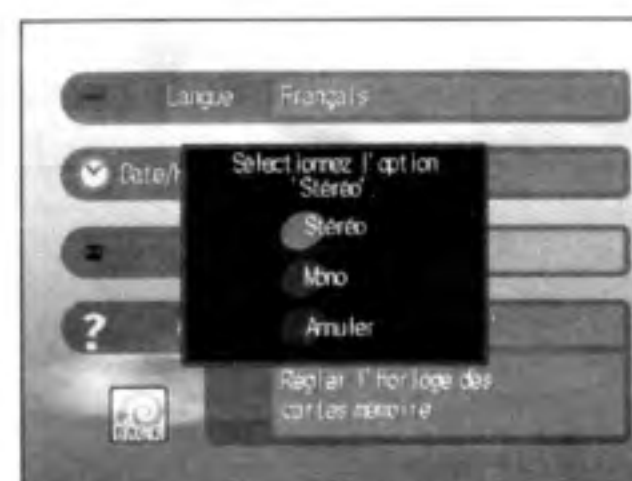 Langue Français
Date/H
Sélectionnez l'option
'Stéréo'.
Stéréo
Mono
Annuler
?
Régler l'horloge des
cartes mémoire